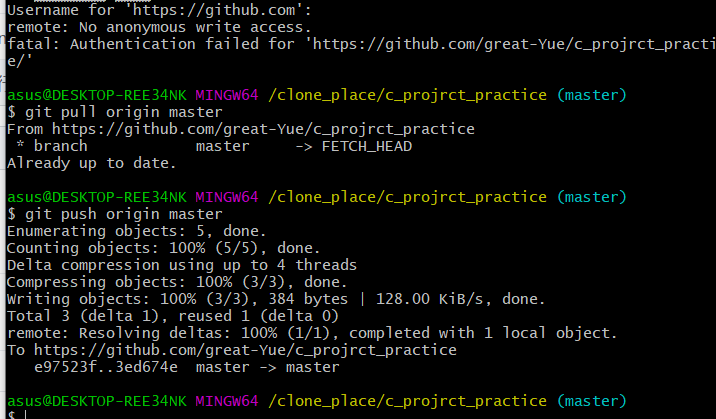 Username for 'https://github.com':
remote: No anonymous write access.
fatal: Authentication failed for 'https://github.com/great-Yue/c_projrct_practic
e/'
asus@DESKTOP-REE34NK MINGW64 /clone_place/c_projrct_practice (master)
$ git pull origin master
From https://github.com/great-Yue/c_projrct_practice
 * branch            master     -> FETCH_HEAD
Already up to date.
asus@DESKTOP-REE34NK MINGW64 /clone_place/c_projrct_practice (master)
$ git push origin master
Enumerating objects: 5, done.
Counting objects: 100% (5/5), done.
Delta compression using up to 4 threads
Compressing objects: 100% (3/3), done.
Writing objects: 100% (3/3), 384 bytes | 128.00 KiB/s, done.
Total 3 (delta 1), reused 1 (delta 0)
remote: Resolving deltas: 100% (1/1), completed with 1 local object.
To https://github.com/great-Yue/c_projrct_practice
   e97523f..3ed674e  master -> master
asus@DESKTOP-REE34NK MINGW64 /clone_place/c_projrct_practice (master)
$